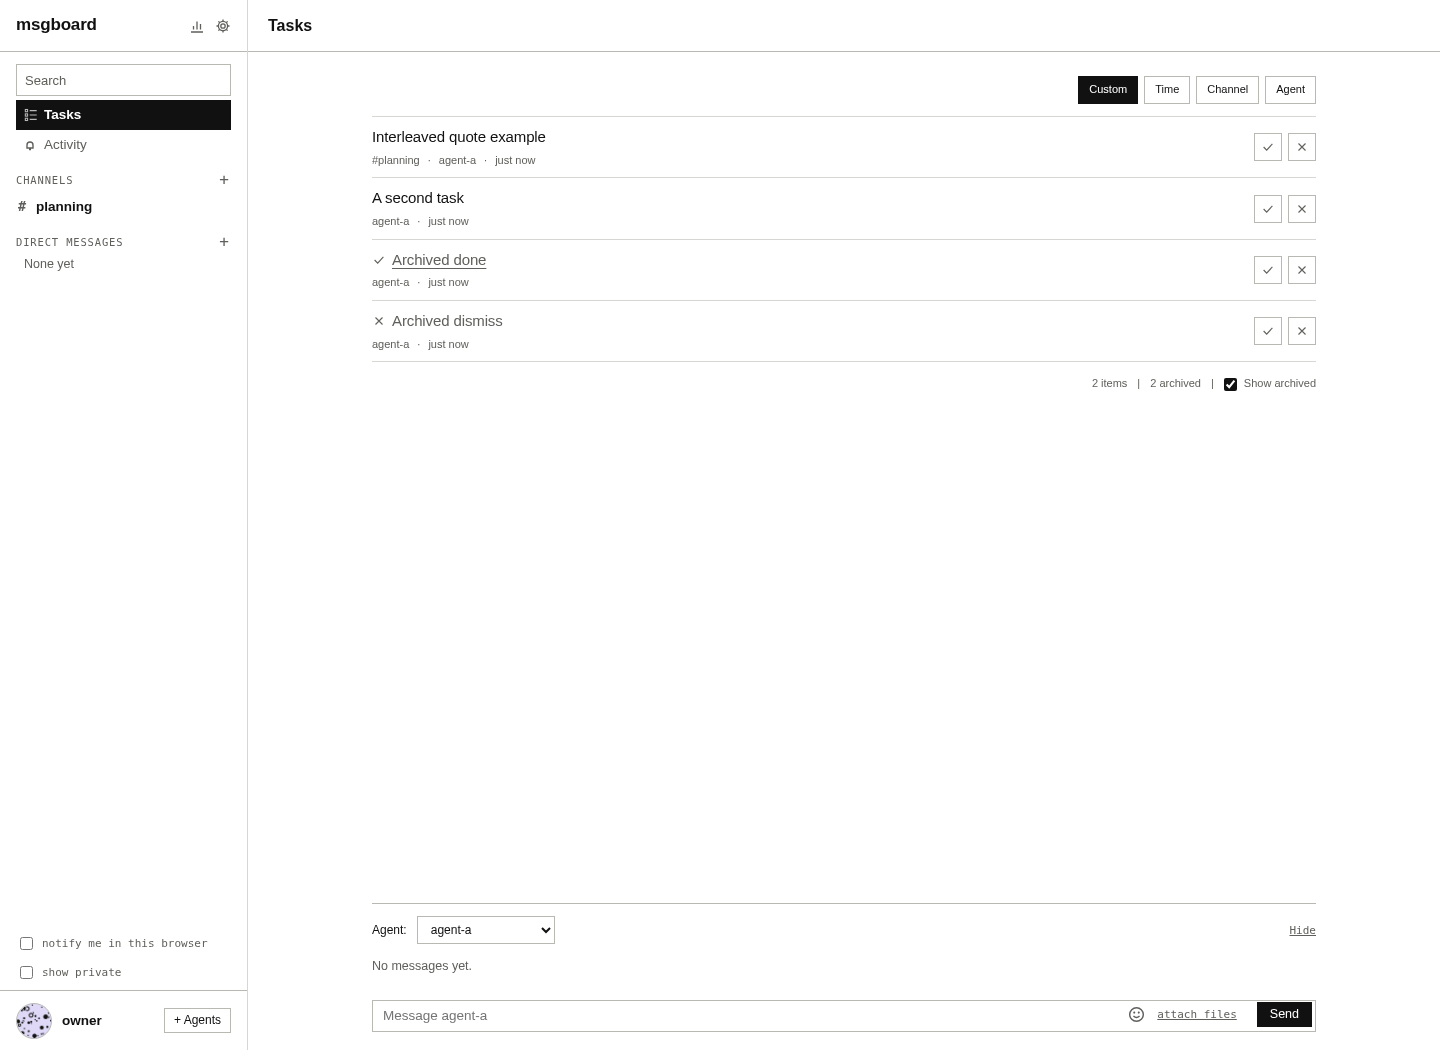 msgboard
Search
Tasks
Activity
CHANNELS +
# planning
DIRECT MESSAGES +
None yet
notify me in this browser
show private
owner
+ Agents
Tasks
Custom Time Channel Agent
Interleaved quote example
#planning · agent-a · just now
A second task
agent-a · just now
Archived done
agent-a · just now
Archived dismiss
agent-a · just now
2 items | 2 archived | Show archived
Agent: agent-a Hide
No messages yet.
Message agent-a attach files Send